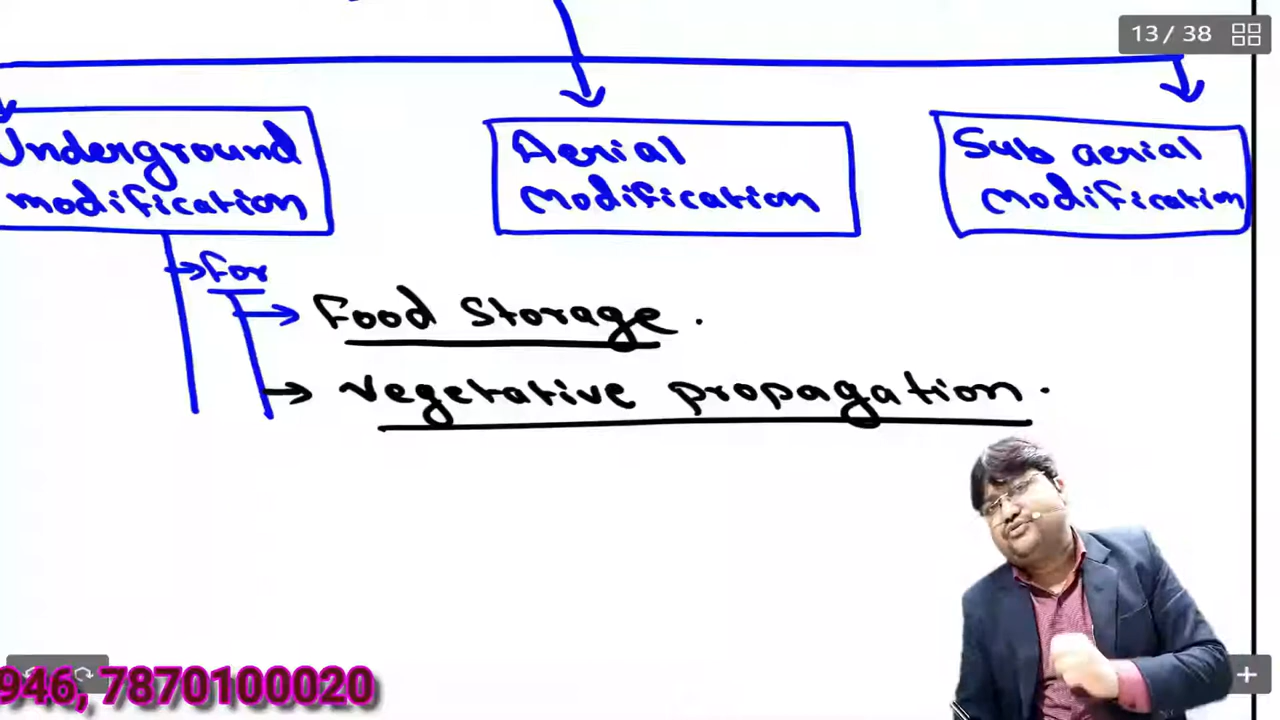 13 / 38
Underground
modification
Aerial
modification
Sub aerial
modification
For
Food Storage.
vegetative propagation.
946, 7870100020